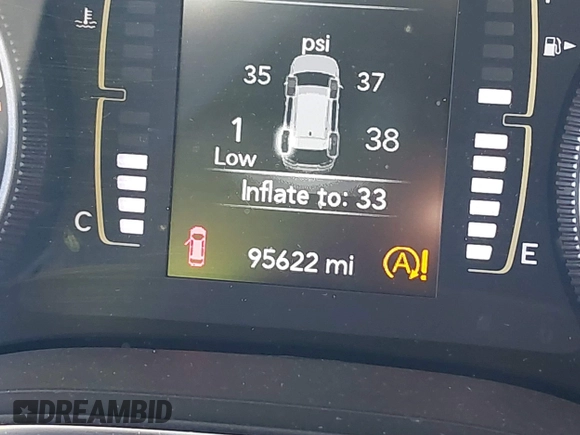 psi
35 37
1 38
Low
Inflate to: 33
C E
95622 mi A!
DREAMBID